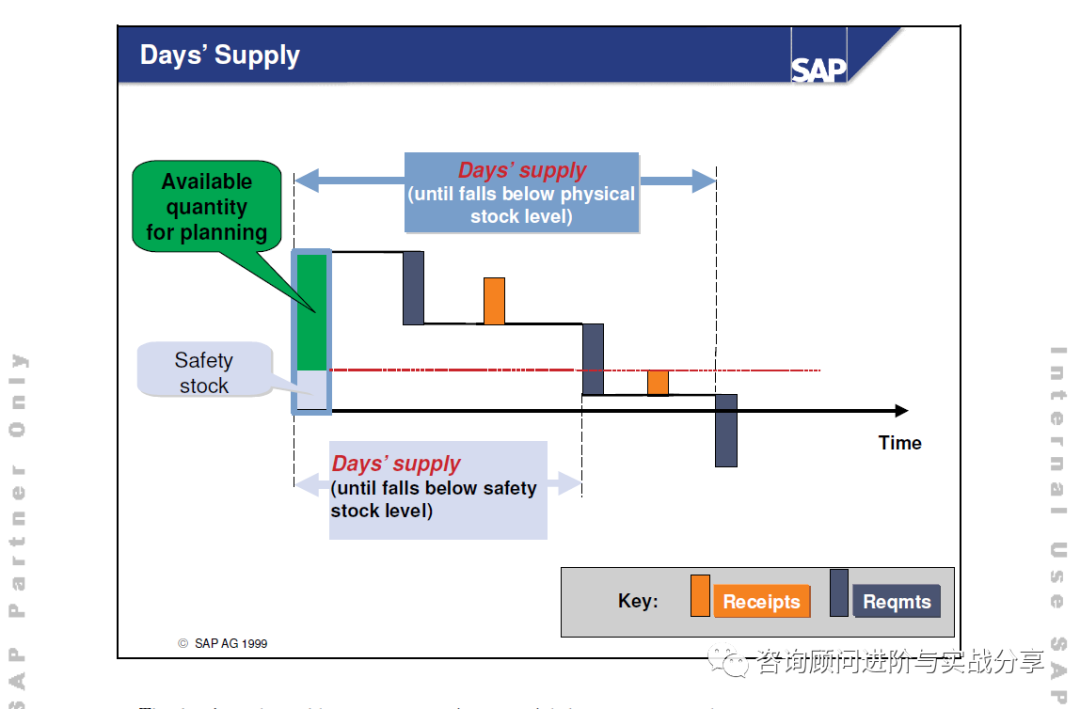 Days' Supply
SAP
Available
quantity
for planning
Days' supply
(until falls below physical
stock level)
Safety
stock
Time
Days' supply
(until falls below safety
stock level)
Key:
Receipts
Reqmts
© SAP AG 1999
咨询顾问进阶与实战分享
SAP Partner Only
Internal Use SAP